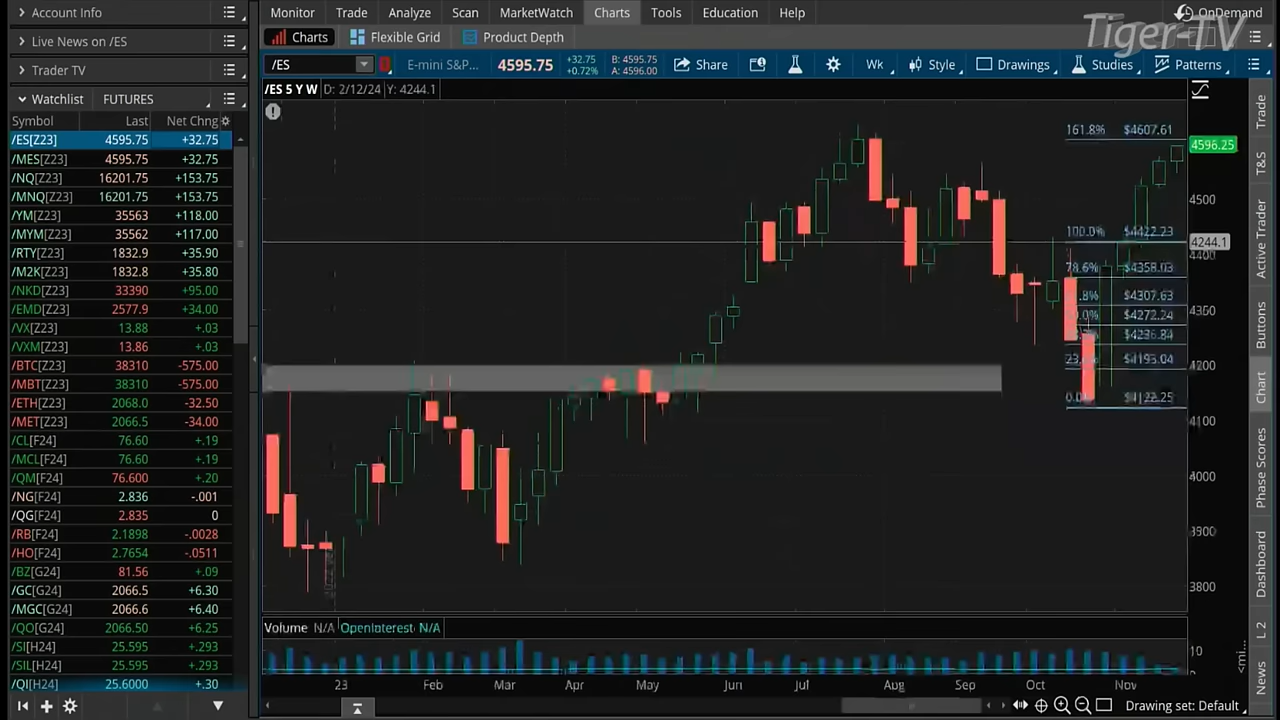 Account Info
Monitor Trade Analyze Scan MarketWatch Charts Tools Education Help
OnDemand
Tiger-TV
Live News on /ES
Charts Flexible Grid Product Depth
Trader TV
/ES E-mini S&P... 4595.75 +32.75 +0.72% B: 4595.75 A: 4596.00 Share Wk Style Drawings Studies Patterns
Watchlist FUTURES
/ES 5 Y W D: 2/12/24 Y: 4244.1
Symbol Last Net Chng
/ES[Z23] 4595.75 +32.75
/MES[Z23] 4595.75 +32.75
/NQ[Z23] 16201.75 +153.75
/MNQ[Z23] 16201.75 +153.75
/YM[Z23] 35563 +118.00
/MYM[Z23] 35562 +117.00
/RTY[Z23] 1832.9 +35.90
/M2K[Z23] 1832.8 +35.80
/NKD[Z23] 33390 +95.00
/EMD[Z23] 2577.9 +34.00
/VX[Z23] 13.88 +.03
/VXM[Z23] 13.86 +.03
/BTC[Z23] 38310 -575.00
/MBT[Z23] 38310 -575.00
/ETH[Z23] 2068.0 -32.50
/MET[Z23] 2066.5 -34.00
/CL[F24] 76.60 +.19
/MCL[F24] 76.60 +.19
/QM[F24] 76.600 +.20
/NG[F24] 2.836 -.001
/QG[F24] 2.835 0
/RB[F24] 2.1898 -.0028
/HO[F24] 2.7654 -.0511
/BZ[G24] 81.56 +.09
/GC[G24] 2066.5 +6.30
/MGC[G24] 2066.6 +6.40
/QO[G24] 2066.50 +6.25
/SI[H24] 25.595 +.293
/SIL[H24] 25.595 +.293
/QI[H24] 25.6000 +.30
161.8% $4607.61
100.0% $4422.23
78.6% $4358.03
.8% $4307.63
.0% $4272.24
$4236.84
23. $4193.04
0.0% $4122.25
4596.25
4500
4244.1
4400
4300
4200
4100
4000
3900
3800
Volume N/A OpenInterest N/A
10
<mi...
23 Feb Mar Apr May Jun Jul Aug Sep Oct Nov
Drawing set: Default
Trade
T&S
Active Trader
Buttons
Chart
Phase Scores
Dashboard
L 2
News